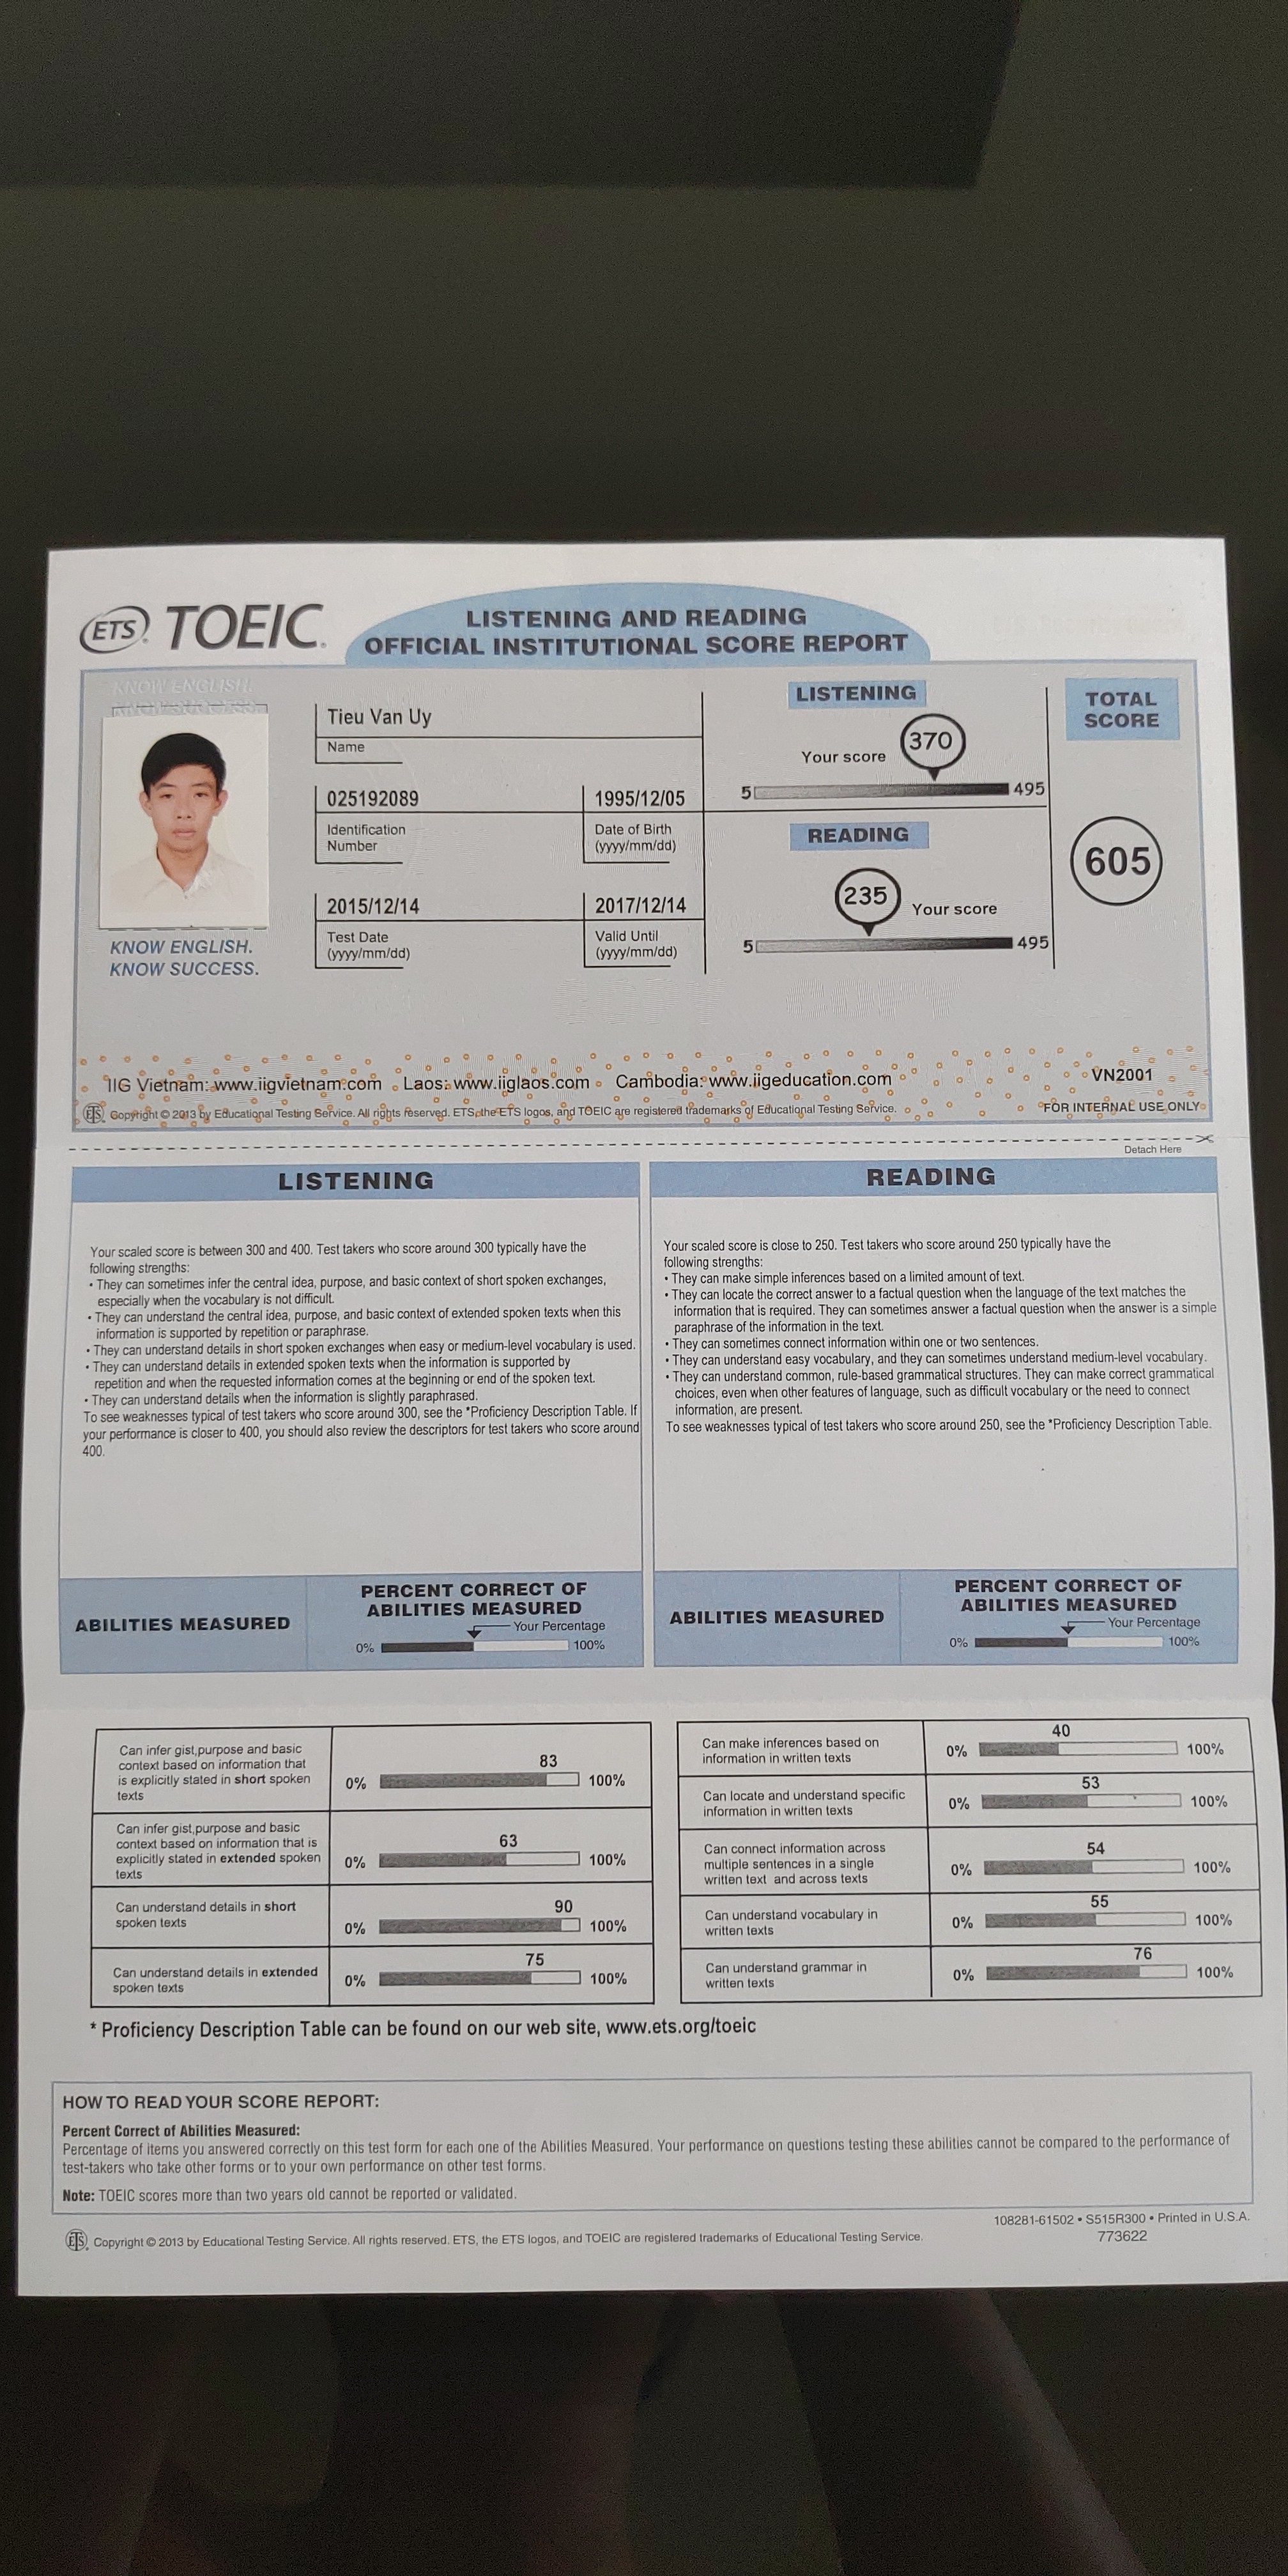 ETS® TOEIC®
LISTENING AND READING
OFFICIAL INSTITUTIONAL SCORE REPORT
KNOW ENGLISH.
KNOW SUCCESS.
KNOW ENGLISH.
KNOW SUCCESS.
Tieu Van Uy
Name
025192089
Identification
Number
1995/12/05
Date of Birth
(yyyy/mm/dd)
2015/12/14
Test Date
(yyyy/mm/dd)
2017/12/14
Valid Until
(yyyy/mm/dd)
LISTENING
Your score 370
5 495
READING
235 Your score
5 495
TOTAL
SCORE
605
IIG Vietnam: www.iigvietnam.com Laos: www.iiglaos.com Cambodia: www.iigeducation.com
VN2001
ETS® Copyright © 2013 by Educational Testing Service. All rights reserved. ETS, the ETS logos, and TOEIC are registered trademarks of Educational Testing Service.
FOR INTERNAL USE ONLY
Detach Here
LISTENING
Your scaled score is between 300 and 400. Test takers who score around 300 typically have the
following strengths:
• They can sometimes infer the central idea, purpose, and basic context of short spoken exchanges,
especially when the vocabulary is not difficult.
• They can understand the central idea, purpose, and basic context of extended spoken texts when this
information is supported by repetition or paraphrase.
• They can understand details in short spoken exchanges when easy or medium-level vocabulary is used.
• They can understand details in extended spoken texts when the information is supported by
repetition and when the requested information comes at the beginning or end of the spoken text.
• They can understand details when the information is slightly paraphrased.
To see weaknesses typical of test takers who score around 300, see the *Proficiency Description Table. If
your performance is closer to 400, you should also review the descriptors for test takers who score around
400.
READING
Your scaled score is close to 250. Test takers who score around 250 typically have the
following strengths:
• They can make simple inferences based on a limited amount of text.
• They can locate the correct answer to a factual question when the language of the text matches the
information that is required. They can sometimes answer a factual question when the answer is a simple
paraphrase of the information in the text.
• They can sometimes connect information within one or two sentences.
• They can understand easy vocabulary, and they can sometimes understand medium-level vocabulary.
• They can understand common, rule-based grammatical structures. They can make correct grammatical
choices, even when other features of language, such as difficult vocabulary or the need to connect
information, are present.
To see weaknesses typical of test takers who score around 250, see the *Proficiency Description Table.
ABILITIES MEASURED
PERCENT CORRECT OF
ABILITIES MEASURED
Your Percentage
0% 100%
ABILITIES MEASURED
PERCENT CORRECT OF
ABILITIES MEASURED
Your Percentage
0% 100%
Can infer gist,purpose and basic
context based on information that
is explicitly stated in short spoken
texts
83
0% 100%
Can infer gist,purpose and basic
context based on information that is
explicitly stated in extended spoken
texts
63
0% 100%
Can understand details in short
spoken texts
90
0% 100%
Can understand details in extended
spoken texts
75
0% 100%
Can make inferences based on
information in written texts
40
0% 100%
Can locate and understand specific
information in written texts
53
0% 100%
Can connect information across
multiple sentences in a single
written text and across texts
54
0% 100%
Can understand vocabulary in
written texts
55
0% 100%
Can understand grammar in
written texts
76
0% 100%
* Proficiency Description Table can be found on our web site, www.ets.org/toeic
HOW TO READ YOUR SCORE REPORT:
Percent Correct of Abilities Measured:
Percentage of items you answered correctly on this test form for each one of the Abilities Measured. Your performance on questions testing these abilities cannot be compared to the performance of
test-takers who take other forms or to your own performance on other test forms.
Note: TOEIC scores more than two years old cannot be reported or validated.
108281-61502 • S515R300 • Printed in U.S.A.
773622
ETS® Copyright © 2013 by Educational Testing Service. All rights reserved. ETS, the ETS logos, and TOEIC are registered trademarks of Educational Testing Service.